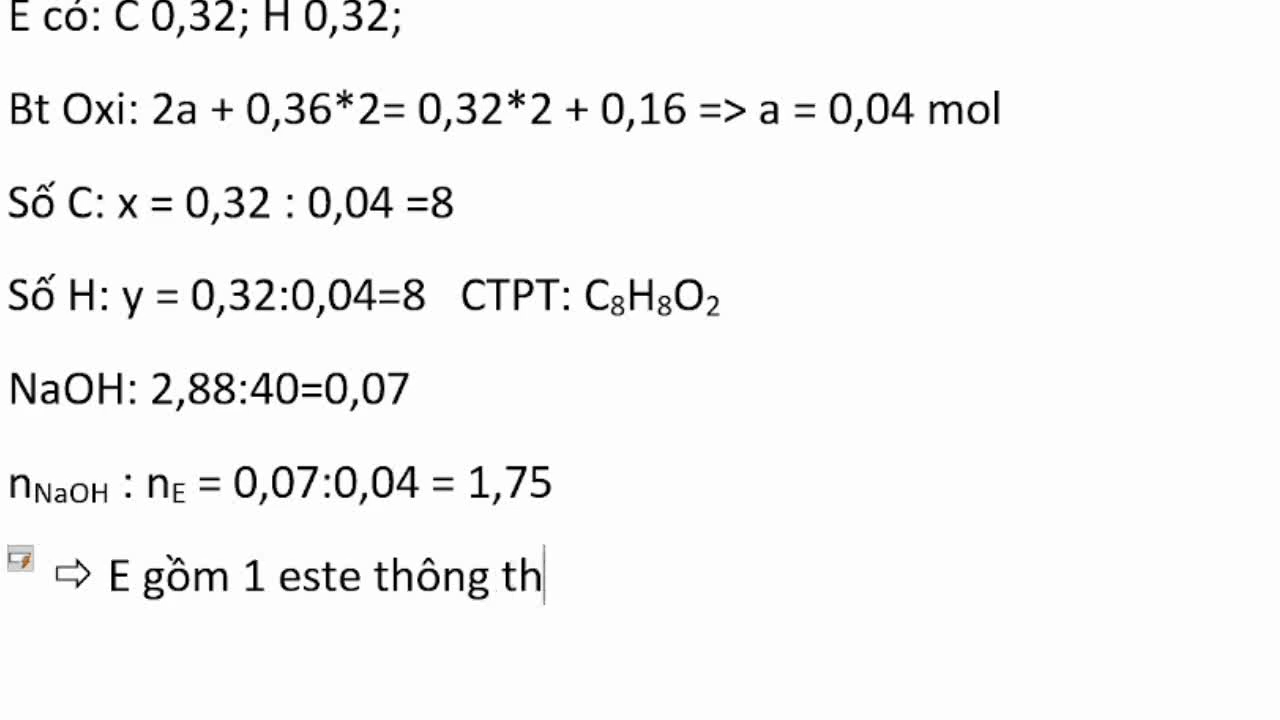 E có: C 0,32; H 0,32;
Bt Oxi: 2a + 0,36*2= 0,32*2 + 0,16 => a = 0,04 mol
Số C: x = 0,32 : 0,04 =8
Số H: y = 0,32:0,04=8 CTPT: C₈H₈O₂
NaOH: 2,88:40=0,07
nNaOH : nE = 0,07:0,04 = 1,75
⇨ E gồm 1 este thông th